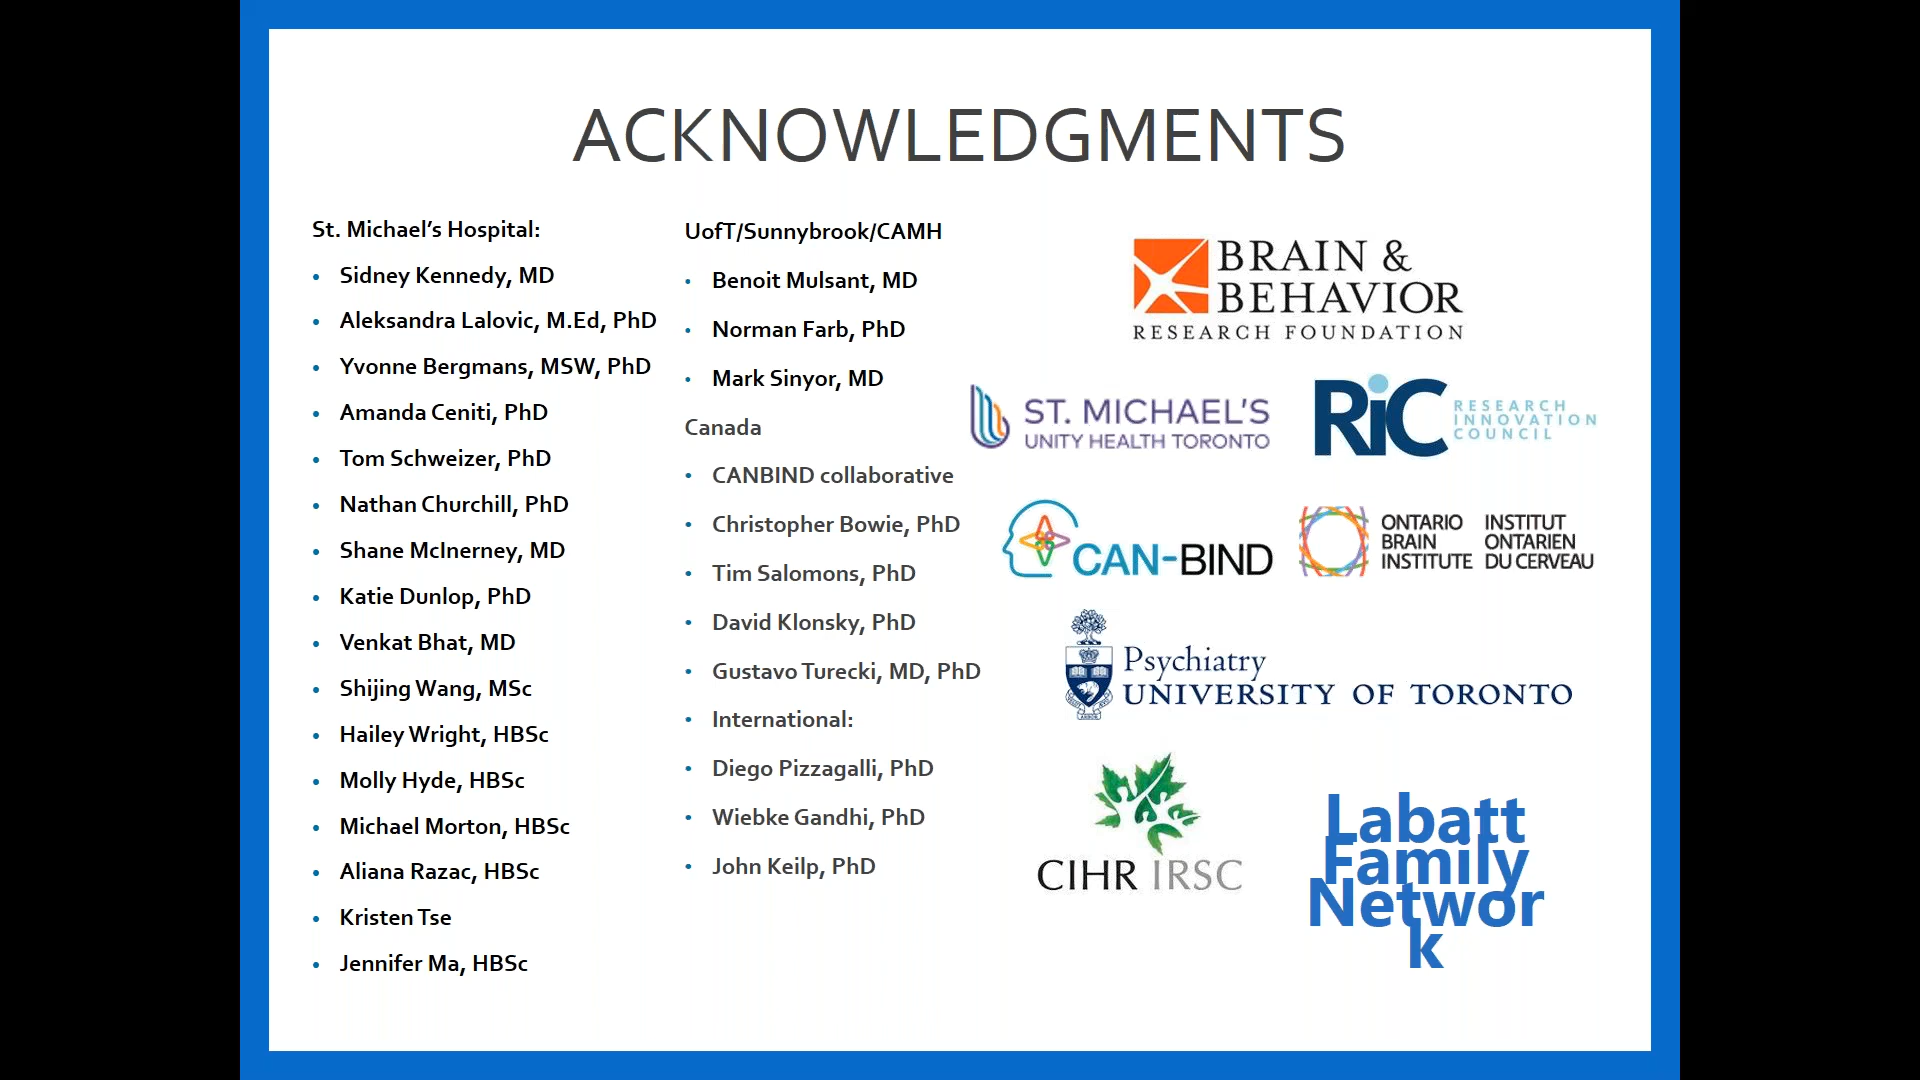 ACKNOWLEDGMENTS
St. Michael's Hospital:
• Sidney Kennedy, MD
• Aleksandra Lalovic, M.Ed, PhD
• Yvonne Bergmans, MSW, PhD
• Amanda Ceniti, PhD
• Tom Schweizer, PhD
• Nathan Churchill, PhD
• Shane McInerney, MD
• Katie Dunlop, PhD
• Venkat Bhat, MD
• Shijing Wang, MSc
• Hailey Wright, HBSc
• Molly Hyde, HBSc
• Michael Morton, HBSc
• Aliana Razac, HBSc
• Kristen Tse
• Jennifer Ma, HBSc
UofT/Sunnybrook/CAMH
• Benoit Mulsant, MD
• Norman Farb, PhD
• Mark Sinyor, MD
Canada
• CANBIND collaborative
• Christopher Bowie, PhD
• Tim Salomons, PhD
• David Klonsky, PhD
• Gustavo Turecki, MD, PhD
• International:
• Diego Pizzagalli, PhD
• Wiebke Gandhi, PhD
• John Keilp, PhD
BRAIN &
BEHAVIOR
RESEARCH FOUNDATION
ST. MICHAEL'S
UNITY HEALTH TORONTO
RiC
RESEARCH
INNOVATION
COUNCIL
CAN-BIND
ONTARIO
BRAIN
INSTITUTE
INSTITUT
ONTARIEN
DU CERVEAU
Psychiatry
UNIVERSITY OF TORONTO
CIHR IRSC
Labatt
Family
Networ
k